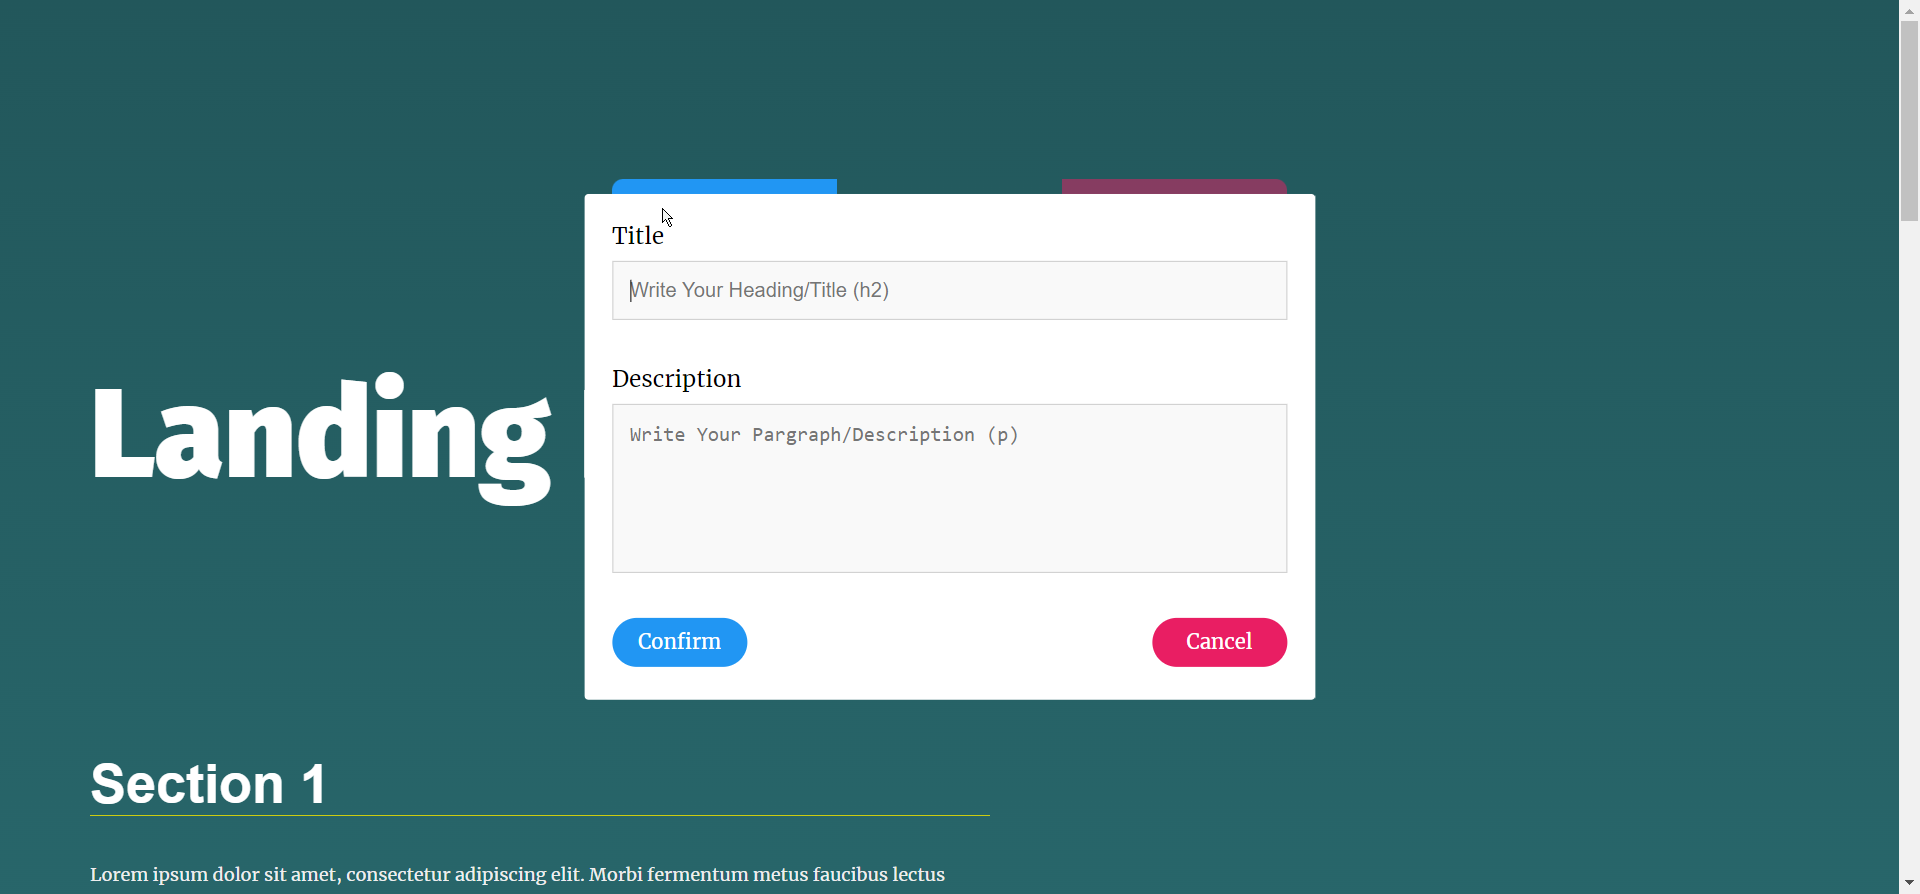 Title
Write Your Heading/Title (h2)
Description
Write Your Pargraph/Description (p)
Landing
Confirm
Cancel
Section 1
Lorem ipsum dolor sit amet, consectetur adipiscing elit. Morbi fermentum metus faucibus lectus